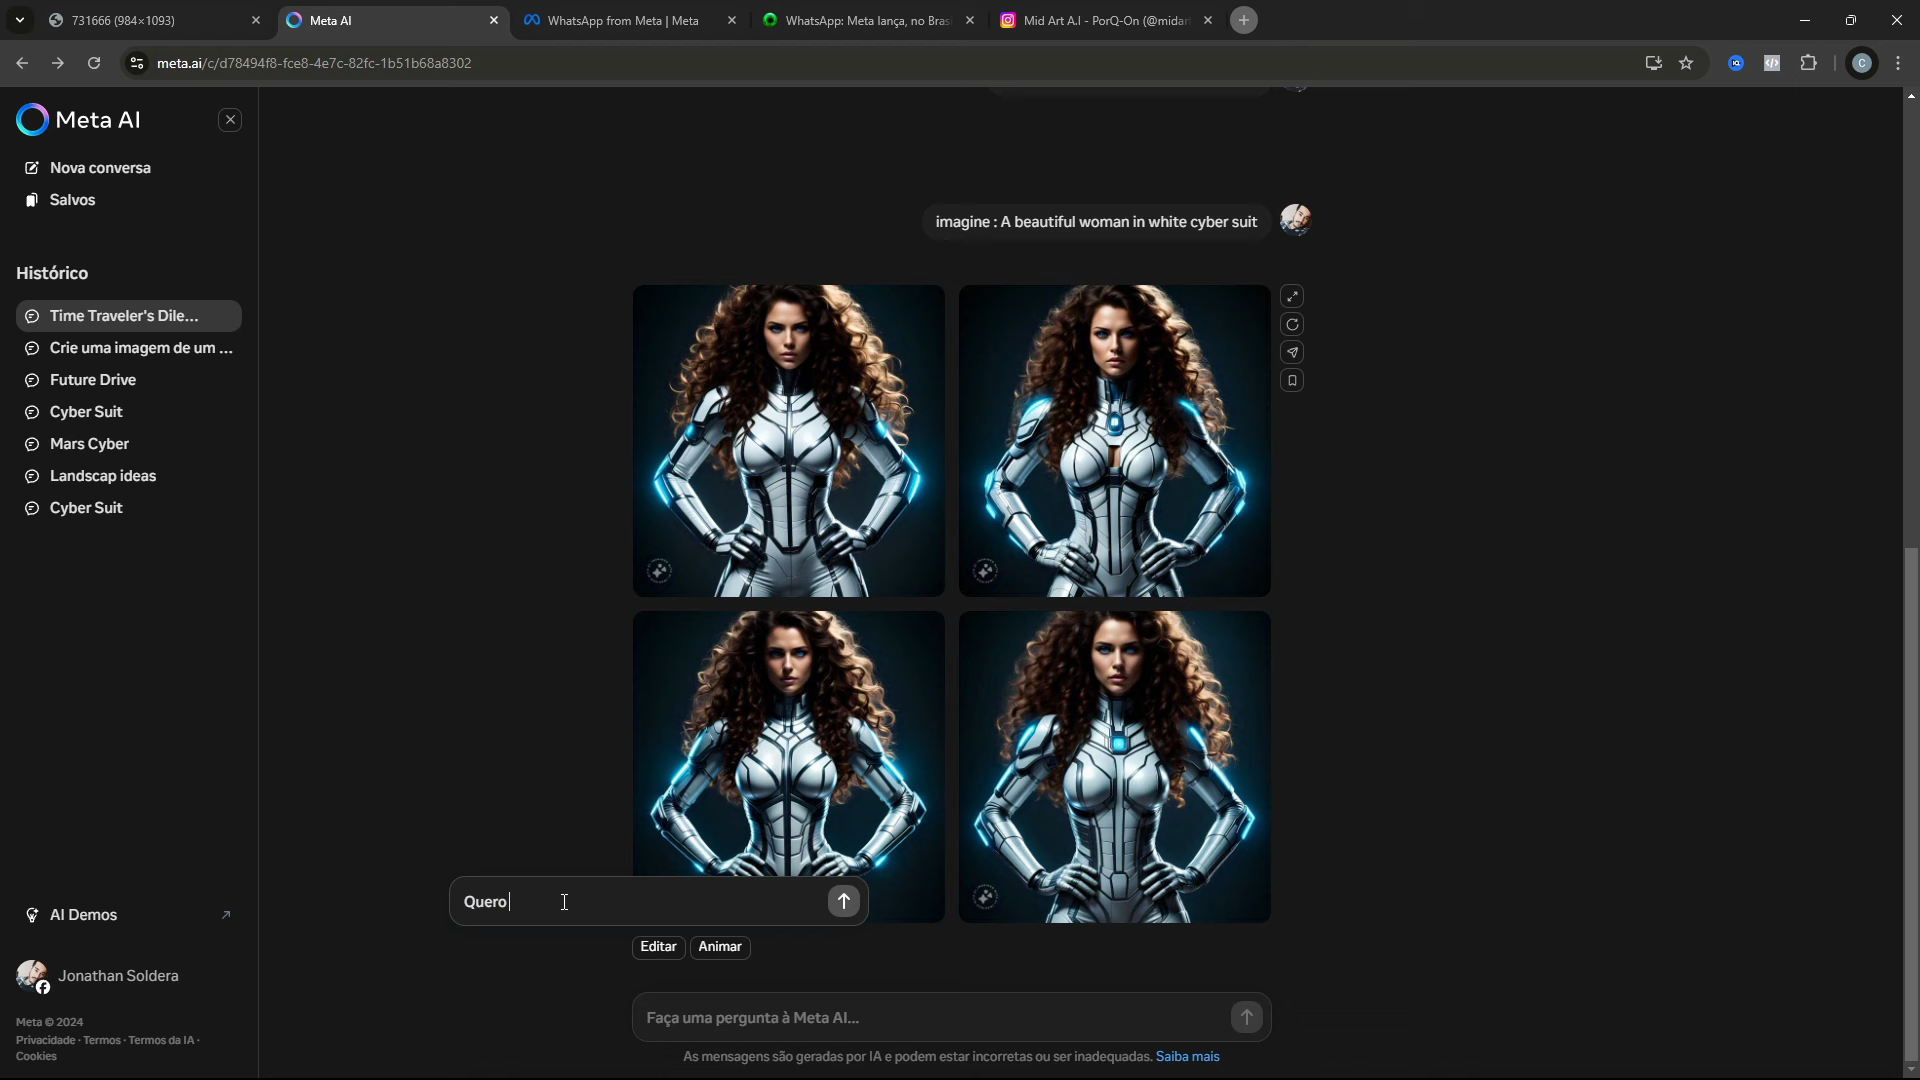 731666 (984×1093)
Meta AI
WhatsApp from Meta | Meta
WhatsApp: Meta lança, no Bras
Mid Art A.I - PorQ-On (@midar
meta.ai/c/d78494f8-fce8-4e7c-82fc-1b51b68a8302
C
Meta AI
Nova conversa
Salvos
Histórico
Time Traveler's Dile...
Crie uma imagem de um ...
Future Drive
Cyber Suit
Mars Cyber
Landscap ideas
Cyber Suit
AI Demos
Jonathan Soldera
Meta © 2024
Privacidade · Termos · Termos da IA ·
Cookies
imagine : A beautiful woman in white cyber suit
Quero
Editar
Animar
Faça uma pergunta à Meta AI...
As mensagens são geradas por IA e podem estar incorretas ou ser inadequadas. Saiba mais